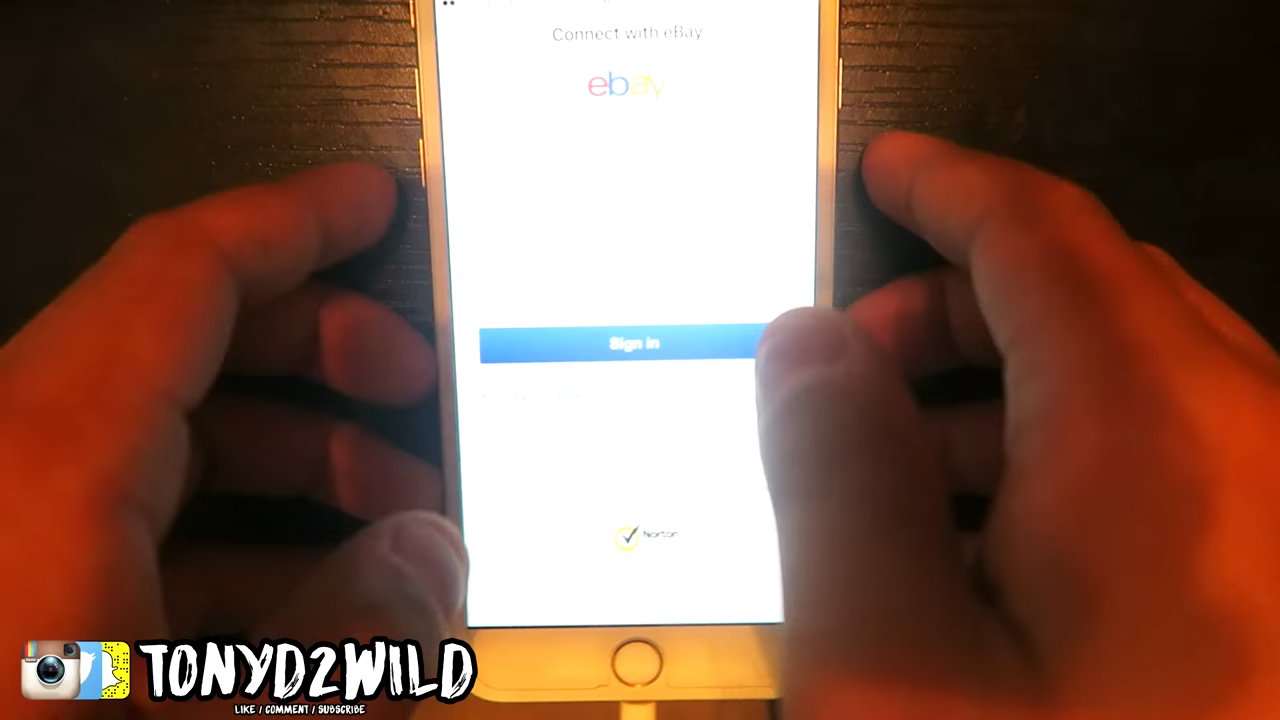 Connect with eBay
ebay
Sign in
Norton
TONYD2WILD
LIKE / COMMENT / SUBSCRIBE